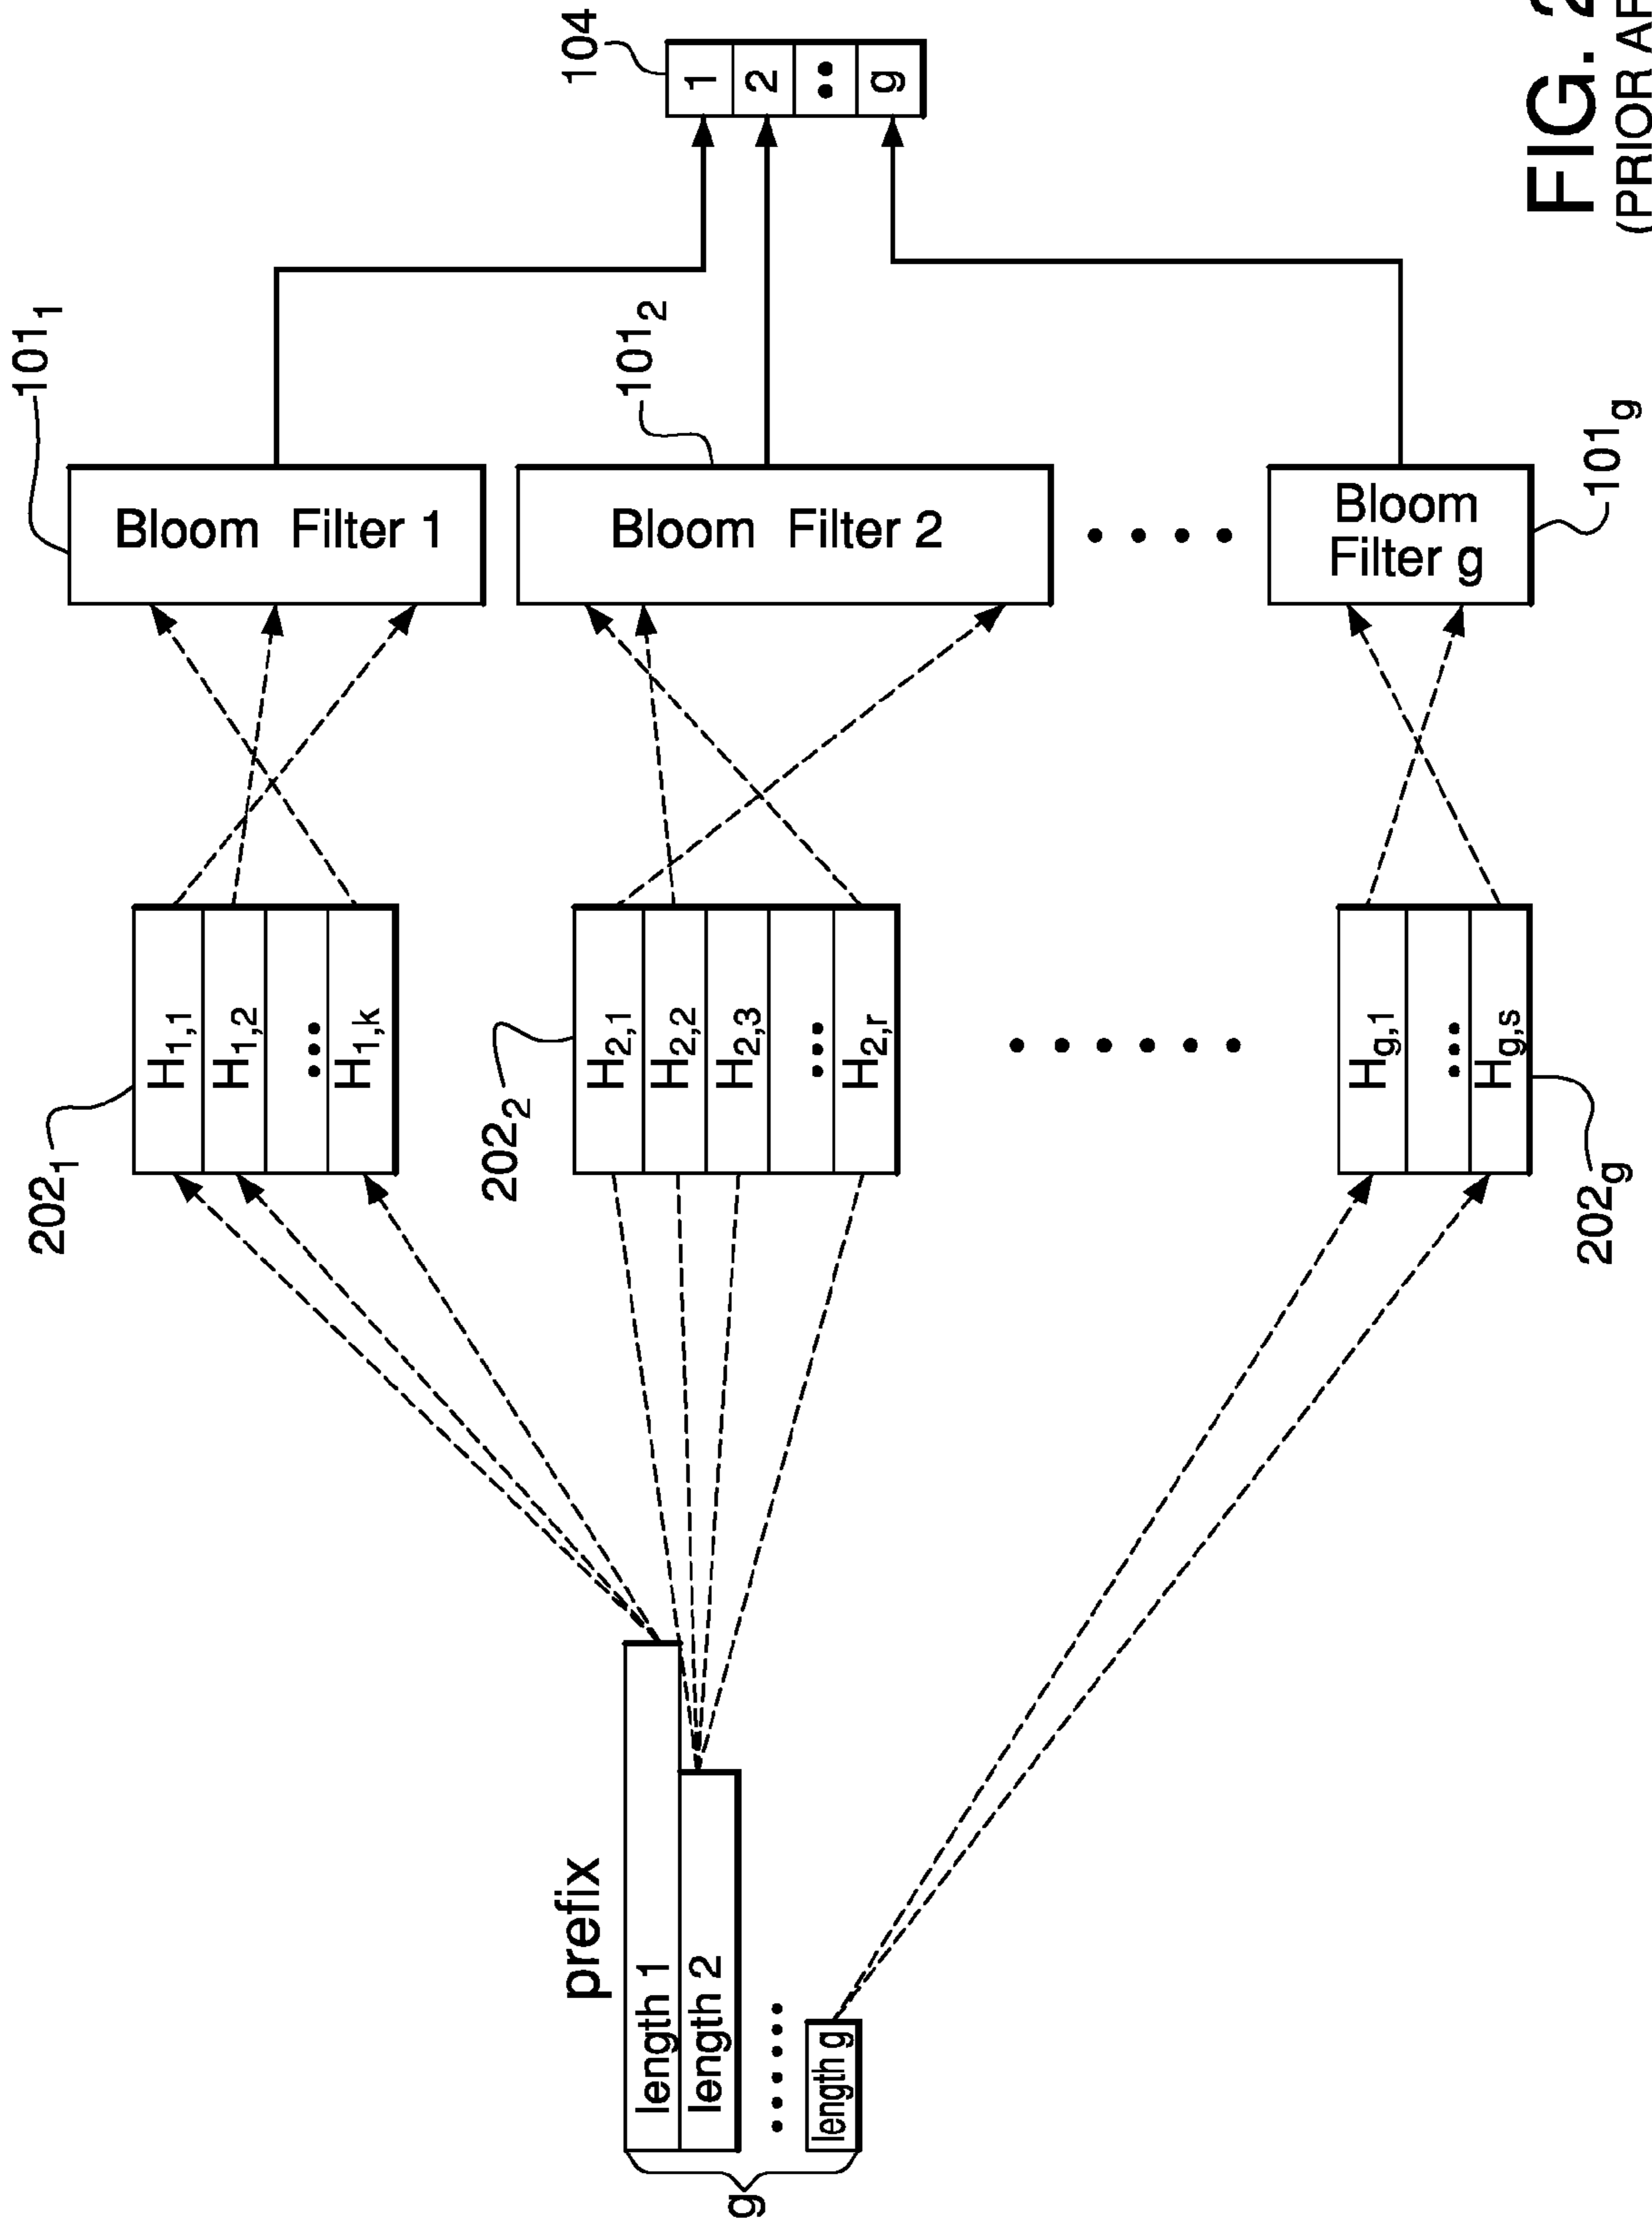 prefix
g
length 1
length 2
length g
202₁
H₁,₁
H₁,₂
H₁,k
202₂
H₂,₁
H₂,₂
H₂,₃
H₂,r
202g
Hg,₁
Hg,s
101₁
Bloom Filter 1
101₂
Bloom Filter 2
101g
Bloom
Filter g
104
1
2
g
FIG. 2
(PRIOR AR